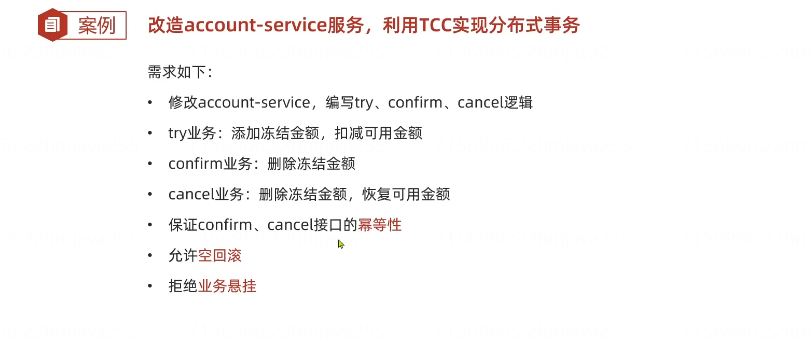 案例
改造account-service服务，利用TCC实现分布式事务
需求如下：
• 修改account-service，编写try、confirm、cancel逻辑
• try业务：添加冻结金额，扣减可用金额
• confirm业务：删除冻结金额
• cancel业务：删除冻结金额，恢复可用金额
• 保证confirm、cancel接口的幂等性
• 允许空回滚
• 拒绝业务悬挂